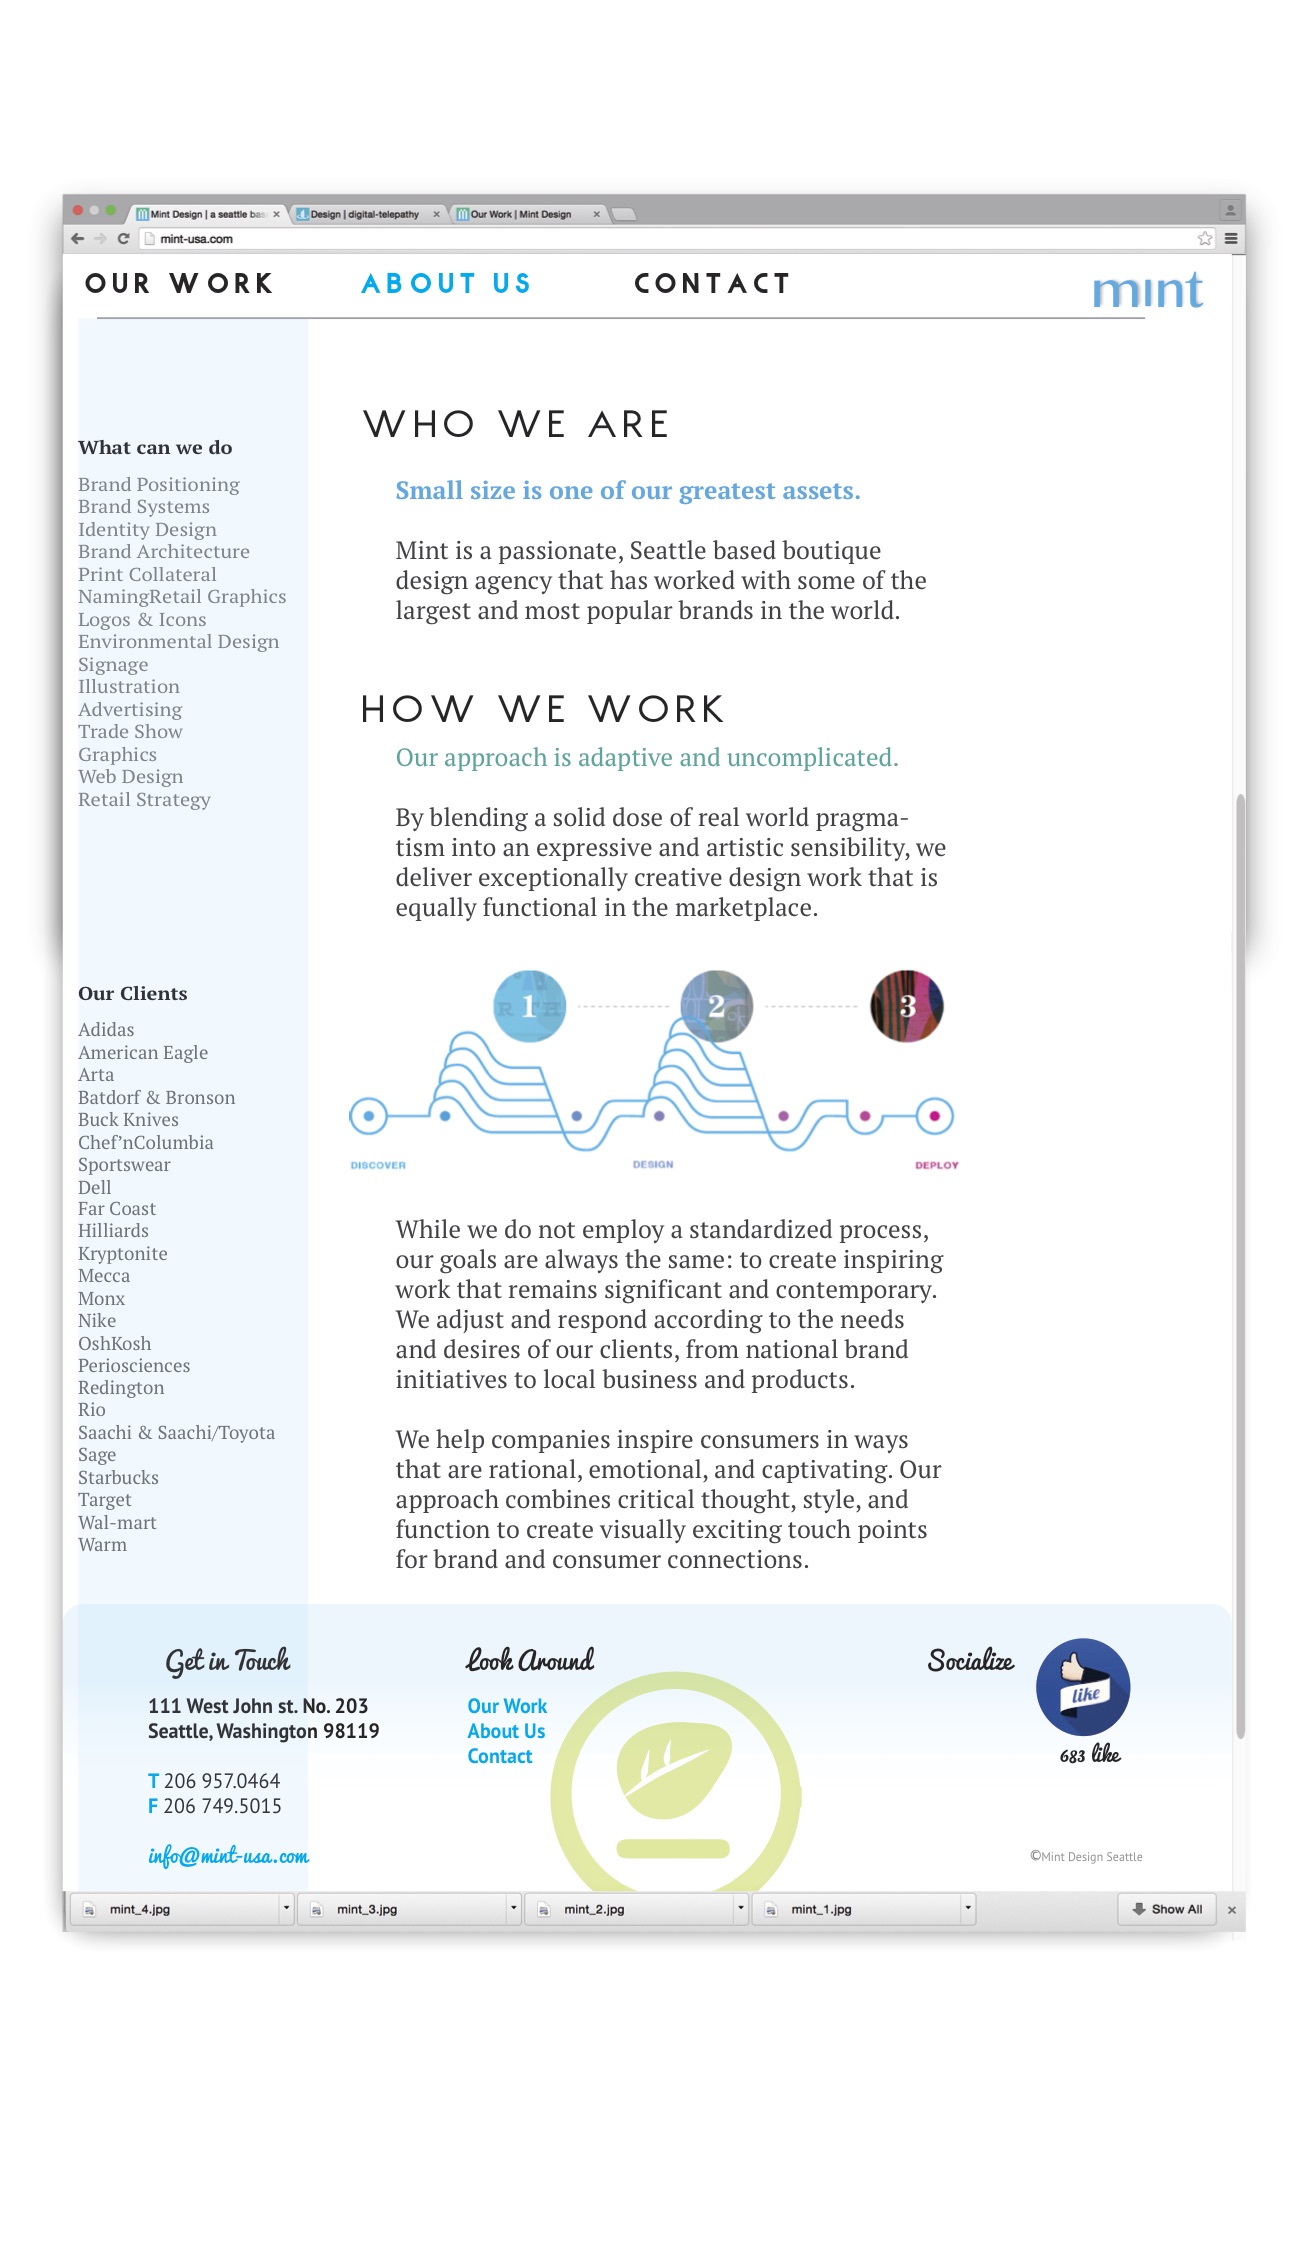 Mint Design | a seattle bas
Design | digital-telepathy
Our Work | Mint Design
mint-usa.com
OUR WORK
ABOUT US
CONTACT
mint
What can we do
Brand Positioning
Brand Systems
Identity Design
Brand Architecture
Print Collateral
NamingRetail Graphics
Logos & Icons
Environmental Design
Signage
Illustration
Advertising
Trade Show
Graphics
Web Design
Retail Strategy
Our Clients
Adidas
American Eagle
Arta
Batdorf & Bronson
Buck Knives
Chef’nColumbia
Sportswear
Dell
Far Coast
Hilliards
Kryptonite
Mecca
Monx
Nike
OshKosh
Periosciences
Redington
Rio
Saachi & Saachi/Toyota
Sage
Starbucks
Target
Wal-mart
Warm
WHO WE ARE
Small size is one of our greatest assets.
Mint is a passionate, Seattle based boutique
design agency that has worked with some of the
largest and most popular brands in the world.
HOW WE WORK
Our approach is adaptive and uncomplicated.
By blending a solid dose of real world pragma-
tism into an expressive and artistic sensibility, we
deliver exceptionally creative design work that is
equally functional in the marketplace.
1
2
3
DISCOVER
DESIGN
DEPLOY
While we do not employ a standardized process,
our goals are always the same: to create inspiring
work that remains significant and contemporary.
We adjust and respond according to the needs
and desires of our clients, from national brand
initiatives to local business and products.
We help companies inspire consumers in ways
that are rational, emotional, and captivating. Our
approach combines critical thought, style, and
function to create visually exciting touch points
for brand and consumer connections.
Get in Touch
111 West John st. No. 203
Seattle, Washington 98119
T 206 957.0464
F 206 749.5015
info@mint-usa.com
Look Around
Our Work
About Us
Contact
Socialize
like
683 like
©Mint Design Seattle
mint_4.jpg
mint_3.jpg
mint_2.jpg
mint_1.jpg
Show All